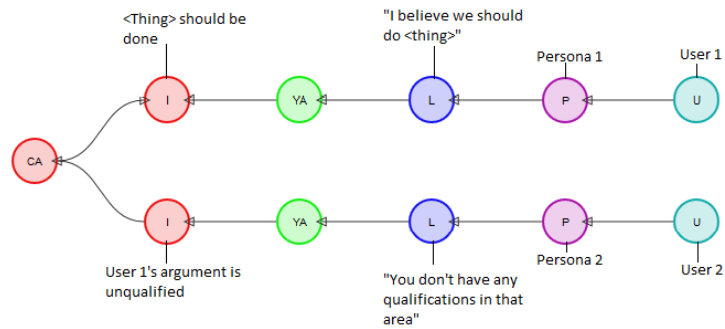 <Thing> should be
done
"I believe we should
do <thing>"
Persona 1
User 1
I
YA
L
P
U
CA
I
YA
L
P
U
User 1's argument is
unqualified
"You don't have any
qualifications in that
area"
Persona 2
User 2